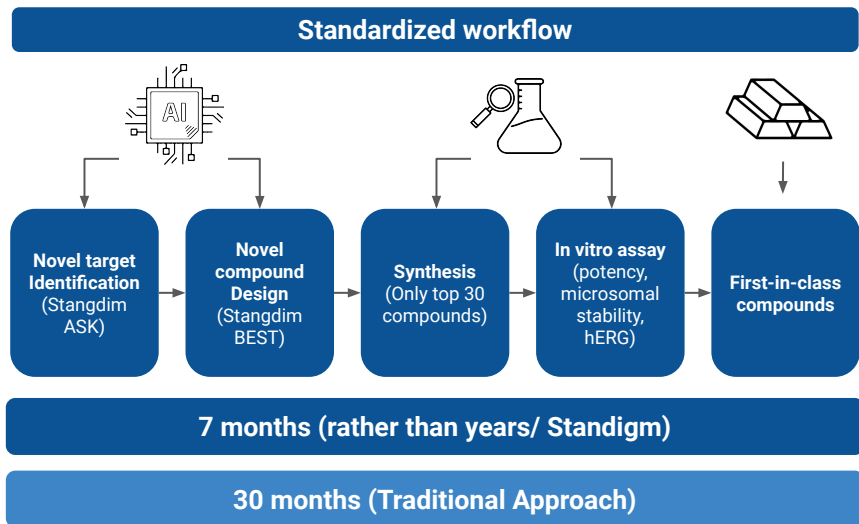 Standardized workflow
AI
Novel target
Identification
(Stangdim
ASK)
Novel
compound
Design
(Stangdim
BEST)
Synthesis
(Only top 30
compounds)
In vitro assay
(potency,
microsomal
stability,
hERG)
First-in-class
compounds
7 months (rather than years/ Standigm)
30 months (Traditional Approach)